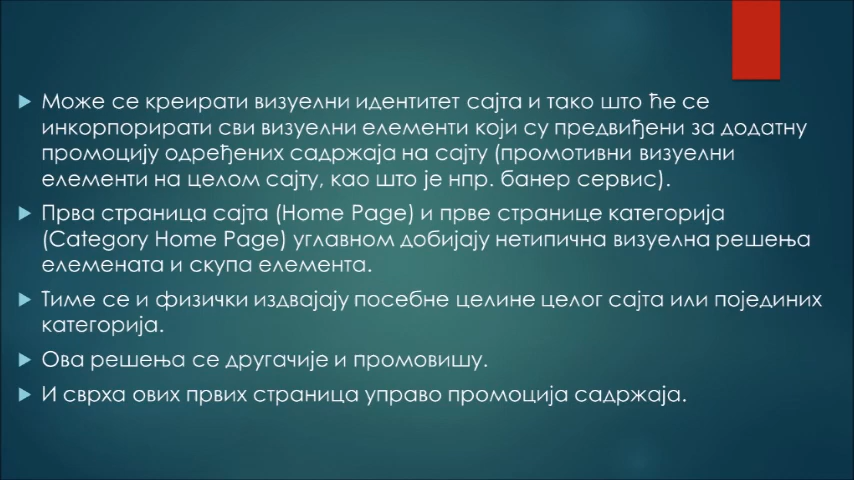 Може се креирати визуелни идентитет сајта и тако што ће се
инкорпорирати сви визуелни елементи који су предвиђени за додатну
промоцију одређених садржаја на сајту (промотивни визуелни
елементи на целом сајту, као што је нпр. банер сервис).
Прва страница сајта (Home Page) и прве странице категорија
(Category Home Page) углавном добијају нетипична визуелна решења
елемената и скупа елемента.
Тиме се и физички издвајају посебне целине целог сајта или појединих
категорија.
Ова решења се другачије и промовишу.
И сврха ових првих страница управо промоција садржаја.